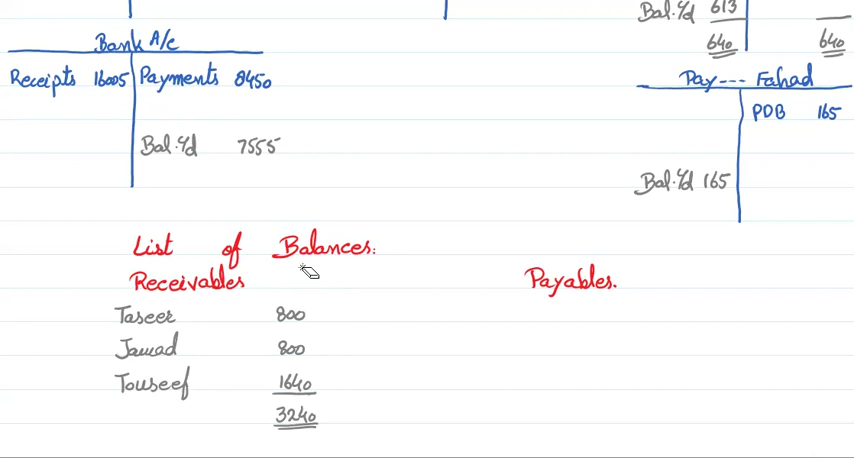 Bal. c/d 613
640 640
Bank A/c
Receipts 16005 Payments 8450
Pay --- Fahad
PDB 165
Bal. c/d 7555
Bal. c/d 165
List of Balances:
Receivables Payables.
Taseer 800
Jawad 800
Touseef 1640
3240